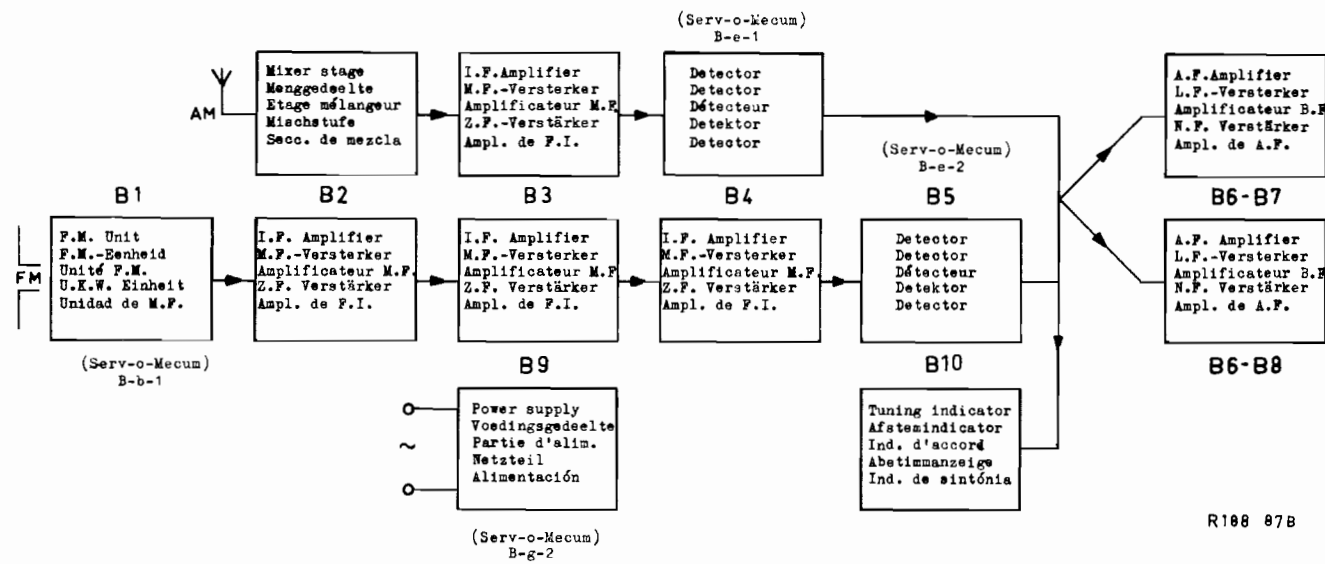 (Serv-o-Mecum)
B-e-1
AM
Mixer stage
Menggedeelte
Etage mélangeur
Mischstufe
Secc. de mezcla
I.F.Amplifier
M.F.-Versterker
Amplificateur M.F.
Z.F.-Verstärker
Ampl. de F.I.
Detector
Detector
Détecteur
Detektor
Detector
(Serv-o-Mecum)
B-e-2
A.F.Amplifier
L.F.-Versterker
Amplificateur B.F
N.F. Verstärker
Ampl. de A.F.
B1
B2
B3
B4
B5
B6-B7
FM
F.M. Unit
F.M.-Eenheid
Unité F.M.
U.K.W. Einheit
Unidad de M.F.
I.F. Amplifier
M.F.-Versterker
Amplificateur M.F.
Z.F. Verstärker
Ampl. de F.I.
I.F. Amplifier
M.F.-Versterker
Amplificateur M.F
Z.F. Verstärker
Ampl. de F.I.
I.F. Amplifier
M.F.-Versterker
Amplificateur M.F.
Z.F. Verstärker
Ampl. de F.I.
Detector
Detector
Détecteur
Detektor
Detector
A.F. Amplifier
L.F.-Versterker
Amplificateur B.F
N.F. Verstärker
Ampl. de A.F.
(Serv-o-Mecum)
B-b-1
B9
B10
B6-B8
~
Power supply
Voedingsgedeelte
Partie d'alim.
Netzteil
Alimentación
Tuning indicator
Afstemindicator
Ind. d'accord
Abstimmanzeige
Ind. de sintónia
(Serv-o-Mecum)
B-g-2
R188 87B